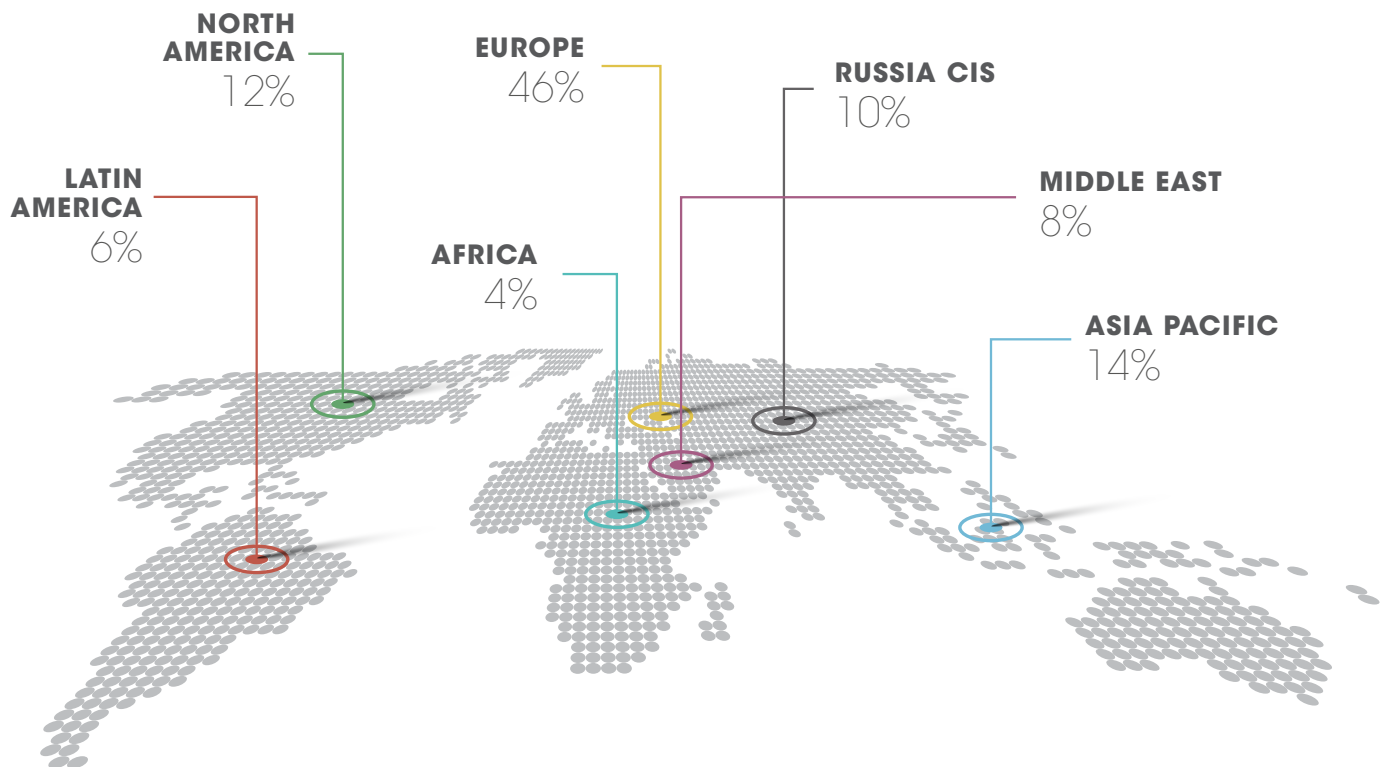 NORTH
AMERICA
12%
EUROPE
46%
RUSSIA CIS
10%
LATIN
AMERICA
6%
MIDDLE EAST
8%
AFRICA
4%
ASIA PACIFIC
14%